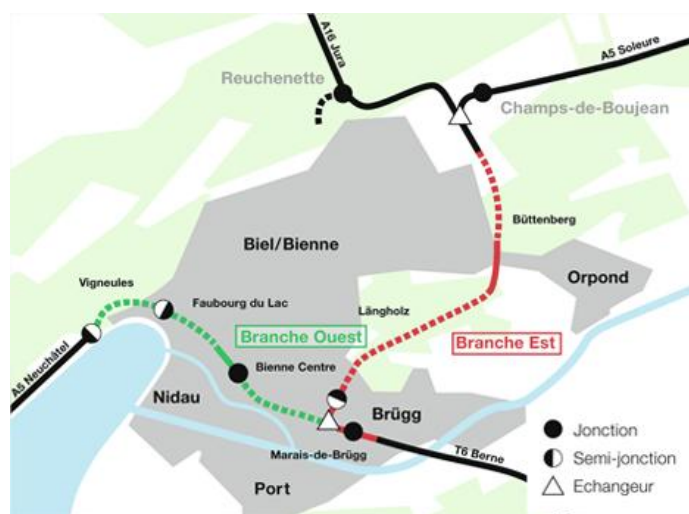 A16 Jura
A5 Soleure
Reuchenette
Champs-de-Boujean
Büttenberg
Biel/Bienne
Orpond
Vigneules
Faubourg du Lac
Längholz
Branche Ouest
Branche Est
A5 Neuchâtel
Bienne Centre
Nidau
Brügg
Marais-de-Brügg
T6 Berne
Port
Jonction
Semi-jonction
Echangeur